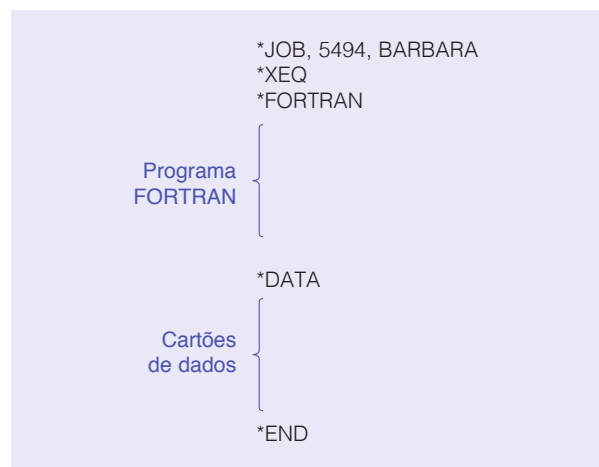 *JOB, 5494, BARBARA
*XEQ
*FORTRAN
Programa
FORTRAN
*DATA
Cartões
de dados
*END